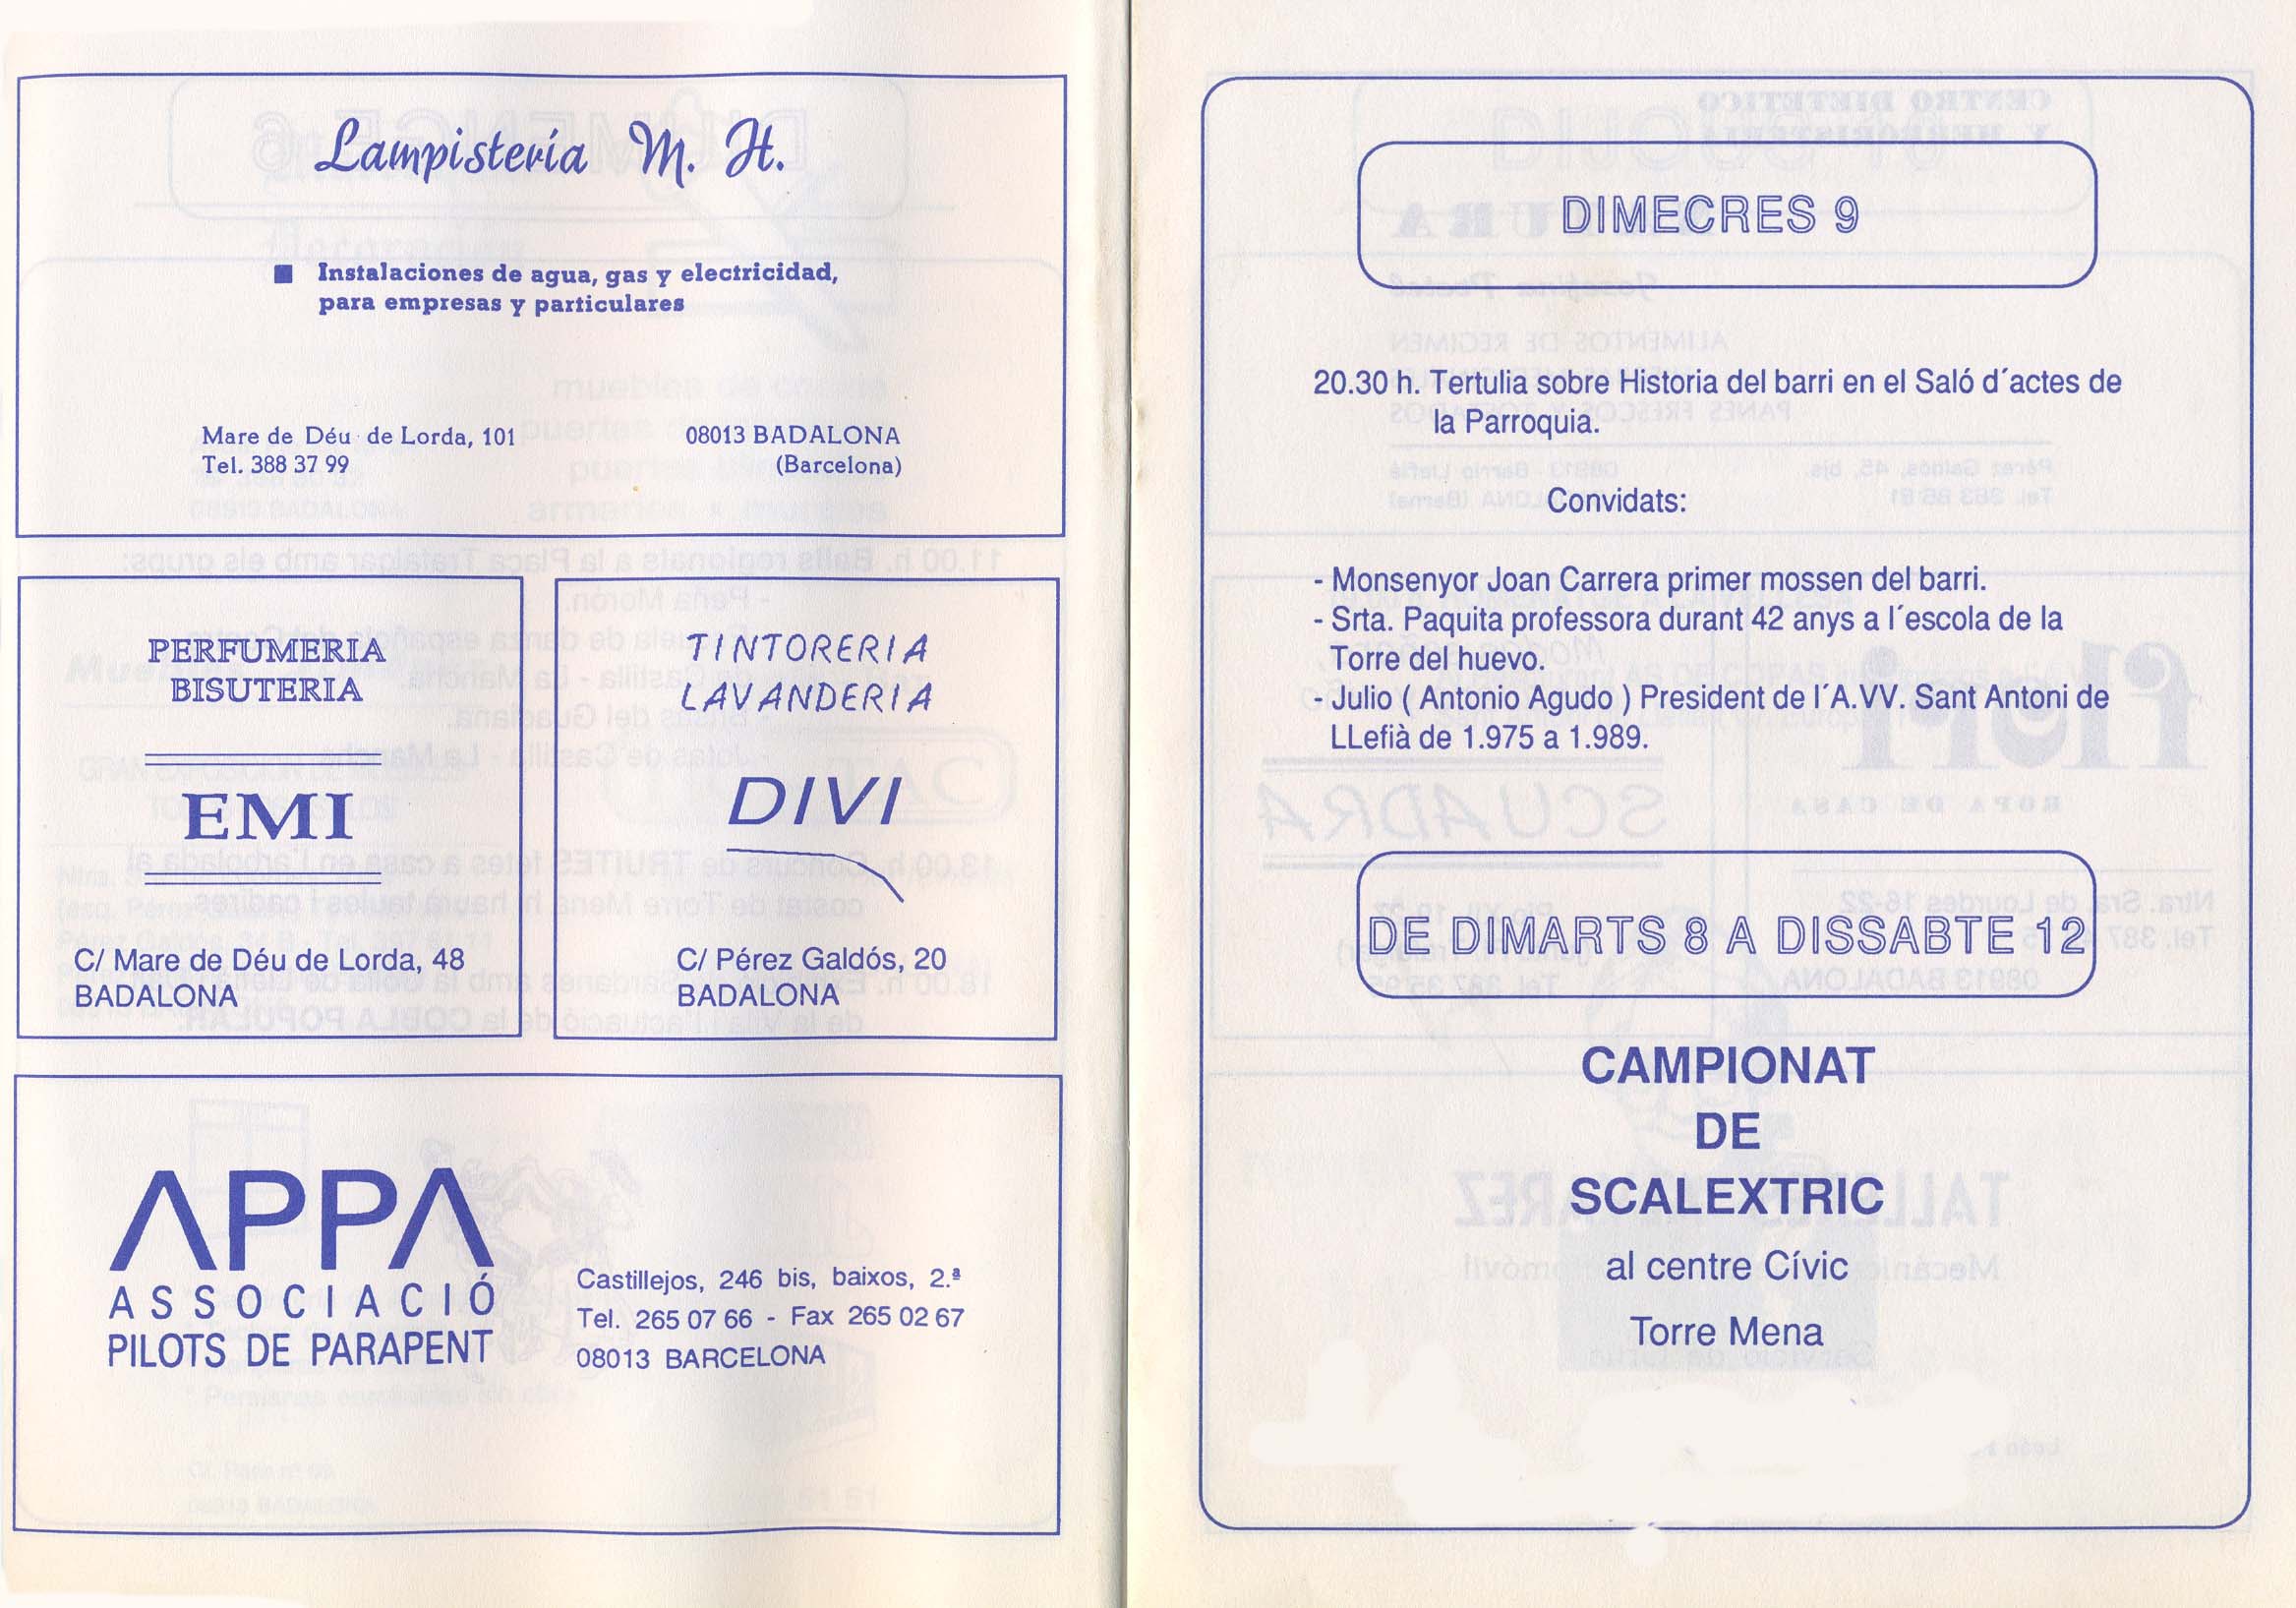 Lampistería M. H.
■ Instalaciones de agua, gas y electricidad,
para empresas y particulares
Mare de Déu de Lorda, 101
Tel. 388 37 99
08013 BADALONA
(Barcelona)
PERFUMERIA
BISUTERIA
EMI
C/ Mare de Déu de Lorda, 48
BADALONA
TINTORERIA
LAVANDERIA
DIVI
C/ Pérez Galdós, 20
BADALONA
APPA
ASSOCIACIÓ
PILOTS DE PARAPENT
Castillejos, 246 bis, baixos, 2.ª
Tel. 265 07 66 - Fax 265 02 67
08013 BARCELONA
DIMECRES 9
20.30 h. Tertulia sobre Historia del barri en el Saló d´actes de
la Parroquia.
Convidats:
- Monsenyor Joan Carrera primer mossen del barri.
- Srta. Paquita professora durant 42 anys a l´escola de la
Torre del huevo.
- Julio ( Antonio Agudo ) President de l´A.VV. Sant Antoni de
LLefià de 1.975 a 1.989.
DE DIMARTS 8 A DISSABTE 12
CAMPIONAT
DE
SCALEXTRIC
al centre Cívic
Torre Mena